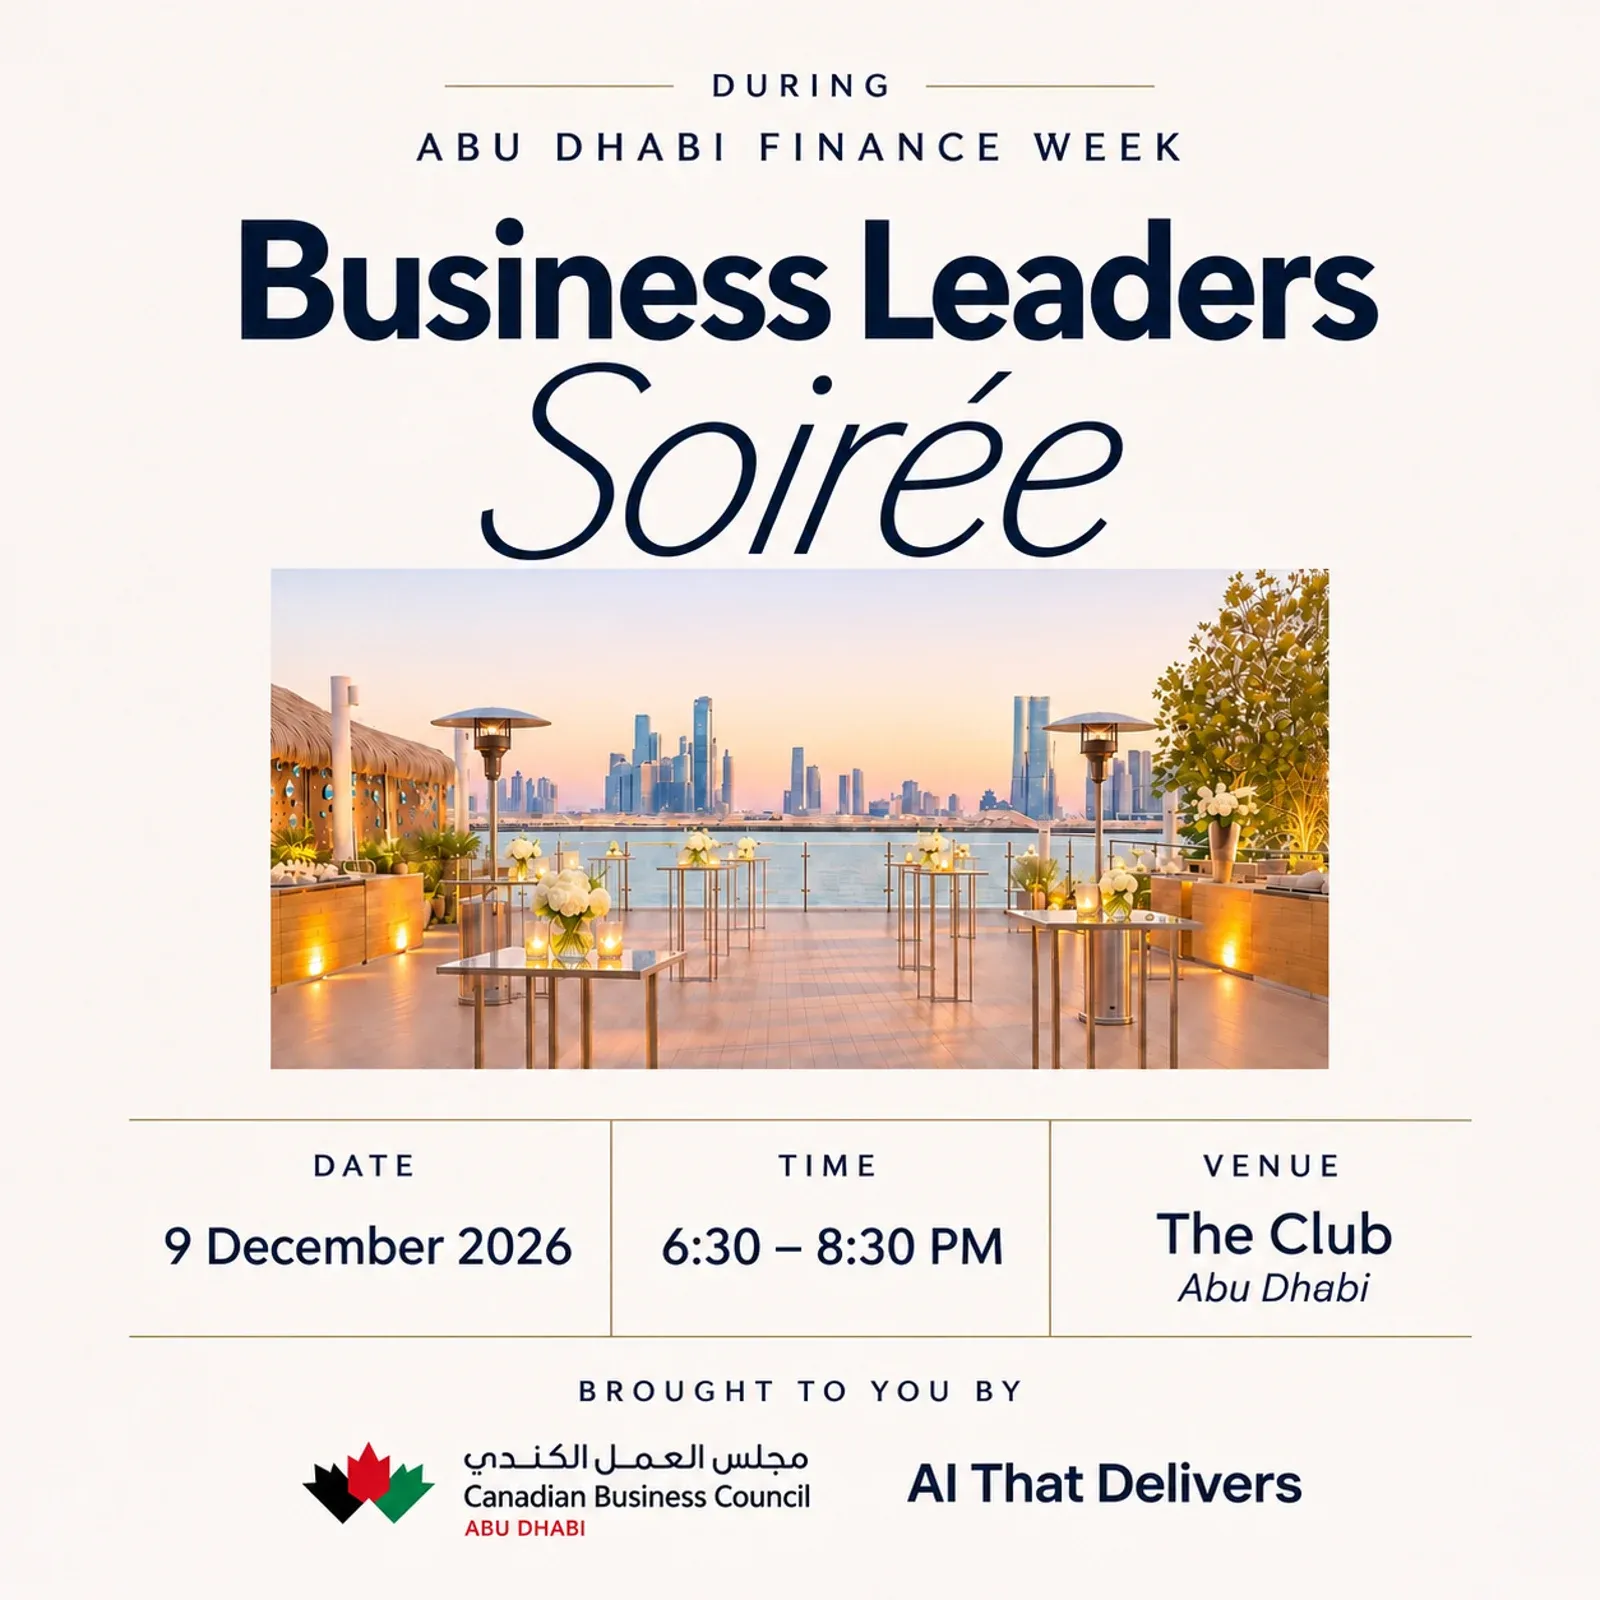 DURING
ABU DHABI FINANCE WEEK
Business Leaders
Soirée
DATE
9 December 2026
TIME
6:30 – 8:30 PM
VENUE
The Club
Abu Dhabi
BROUGHT TO YOU BY
مجلس العمل الكندي
Canadian Business Council
ABU DHABI
AI That Delivers